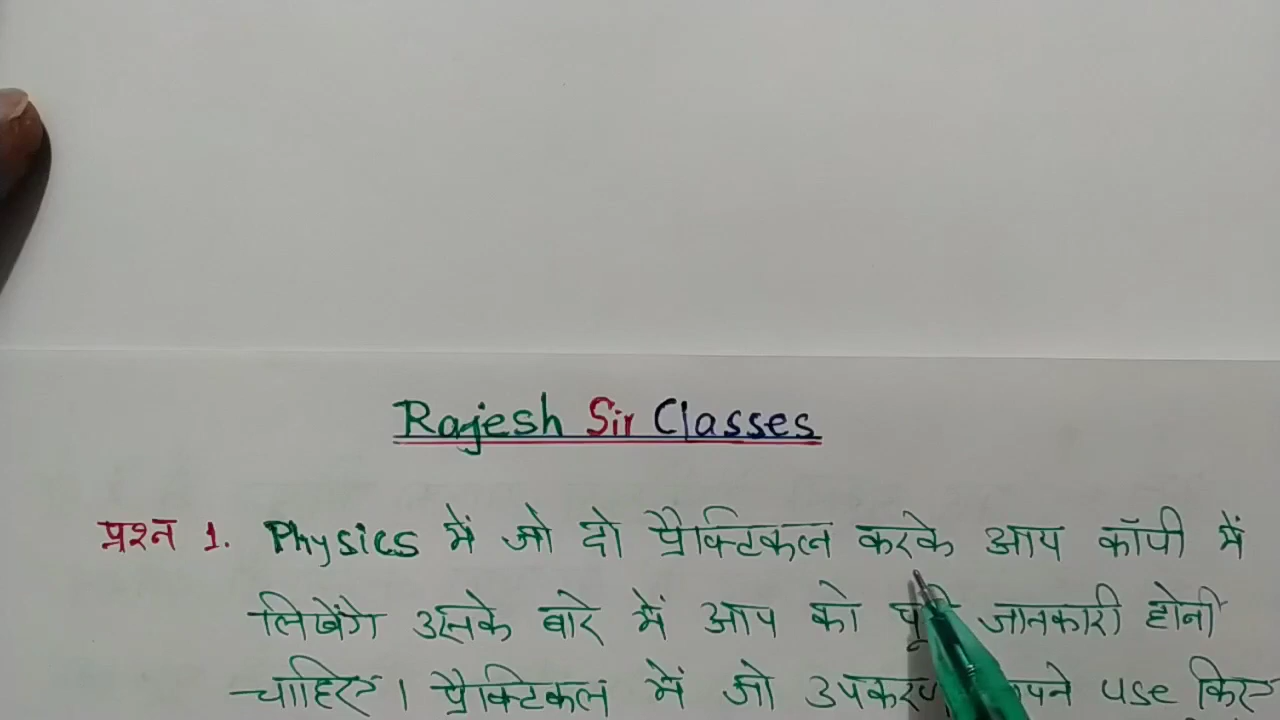 Rajesh Sir Classes
प्रश्न 1. Physics में जो दो प्रैक्टिकल करके आप कॉपी में
लिखेंगे उसके बारे में आप को जानकारी होनी
चाहिए। प्रैक्टिकल में जो use किए